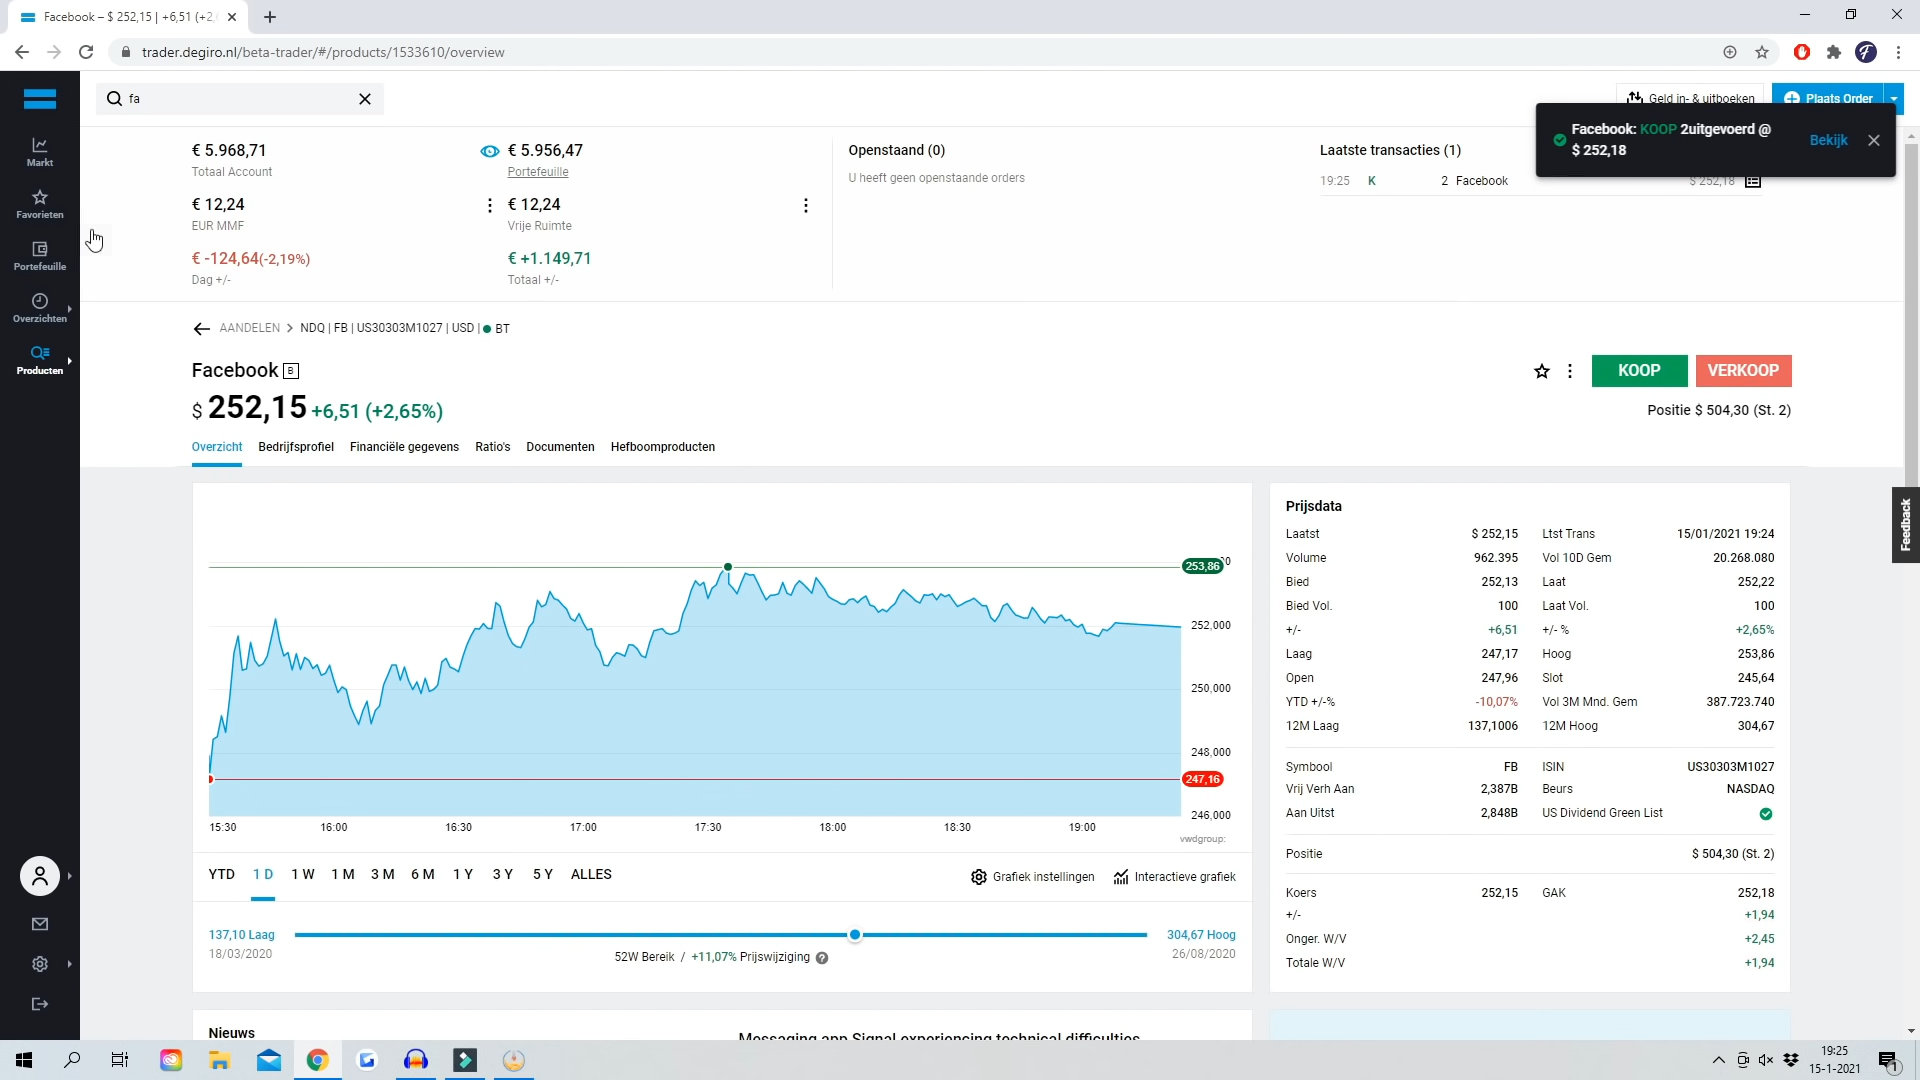 Facebook – $ 252,15 | +6,51 (+2,
trader.degiro.nl/beta-trader/#/products/1533610/overview
fa
Geld in- & uitboeken
Plaats Order
Facebook: KOOP 2uitgevoerd @
$ 252,18
Bekijk
Markt
Favorieten
Portefeuille
Overzichten
Producten
€ 5.968,71
Totaal Account
€ 5.956,47
Portefeuille
€ 12,24
EUR MMF
€ 12,24
Vrije Ruimte
€ -124,64(-2,19%)
Dag +/-
€ +1.149,71
Totaal +/-
Openstaand (0)
U heeft geen openstaande orders
Laatste transacties (1)
19:25 K 2 Facebook $ 252,18
AANDELEN > NDQ | FB | US30303M1027 | USD | BT
Facebook B
$ 252,15 +6,51 (+2,65%)
KOOP
VERKOOP
Positie $ 504,30 (St. 2)
Overzicht Bedrijfsprofiel Financiële gegevens Ratio's Documenten Hefboomproducten
253,86
252,000
250,000
248,000
247,16
246,000
15:30 16:00 16:30 17:00 17:30 18:00 18:30 19:00
vwdgroup:
YTD 1 D 1 W 1 M 3 M 6 M 1 Y 3 Y 5 Y ALLES
Grafiek instellingen
Interactieve grafiek
137,10 Laag
18/03/2020
304,67 Hoog
26/08/2020
52W Bereik / +11,07% Prijswijziging
Prijsdata
Laatst $ 252,15 Ltst Trans 15/01/2021 19:24
Volume 962.395 Vol 10D Gem 20.268.080
Bied 252,13 Laat 252,22
Bied Vol. 100 Laat Vol. 100
+/- +6,51 +/- % +2,65%
Laag 247,17 Hoog 253,86
Open 247,96 Slot 245,64
YTD +/-% -10,07% Vol 3M Mnd. Gem 387.723.740
12M Laag 137,1006 12M Hoog 304,67
Symbool FB ISIN US30303M1027
Vrij Verh Aan 2,387B Beurs NASDAQ
Aan Uitst 2,848B US Dividend Green List
Positie $ 504,30 (St. 2)
Koers 252,15 GAK 252,18
+/- +1,94
Onger. W/V +2,45
Totale W/V +1,94
Feedback
Nieuws
Messaging app Signal experiencing technical difficulties
19:25
15-1-2021
1